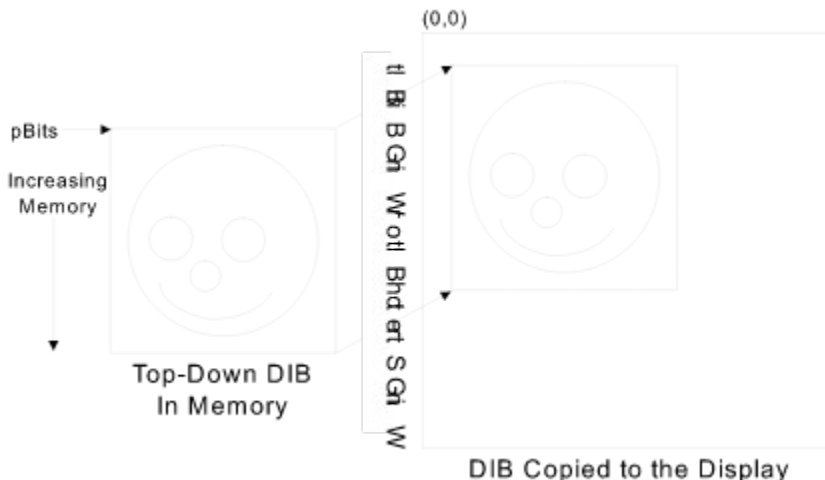 (0,0)
pBits
Increasing
Memory
Top-Down DIB
In Memory
DIB Copied to the Display